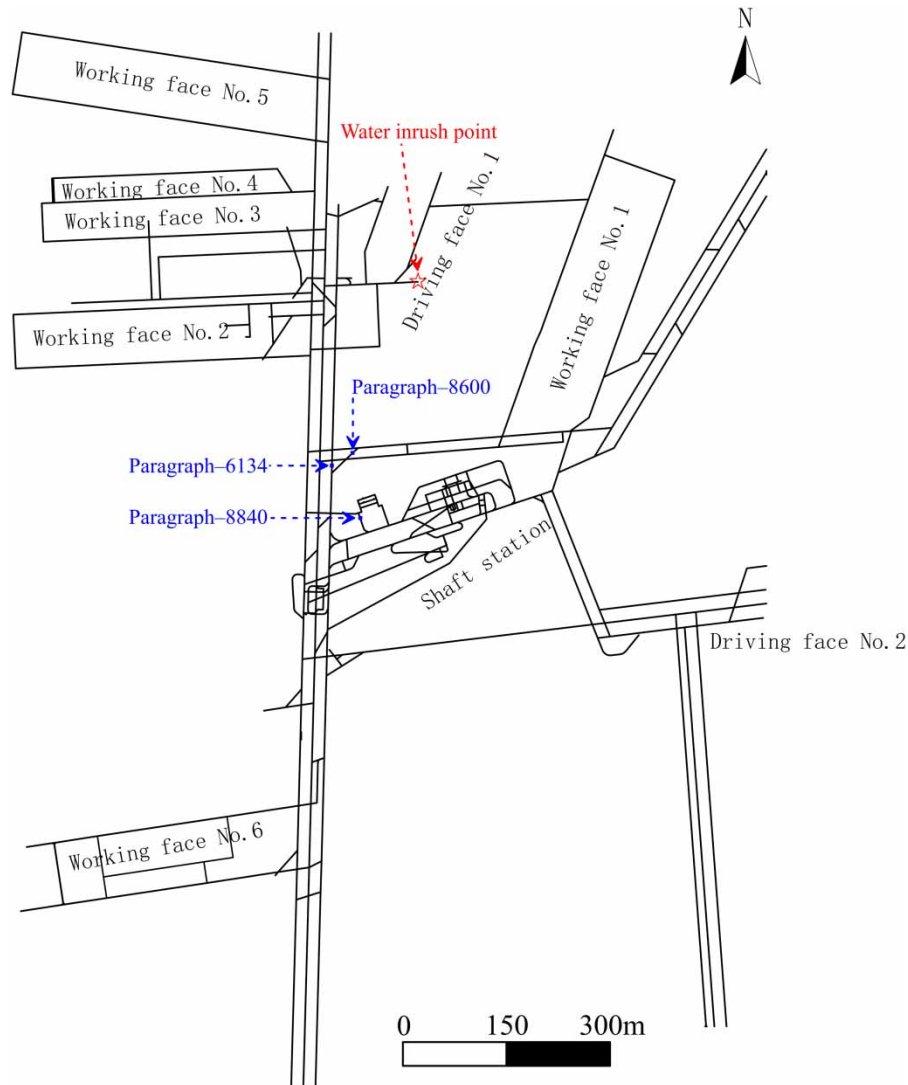 N
Working face No.5
Water inrush point
Working face No.4
Working face No.3
Driving face No.1
Working face No.1
Working face No.2
Paragraph–8600
Paragraph–6134
Paragraph–8840
Shaft station
Driving face No.2
Working face No.6
0 150 300m